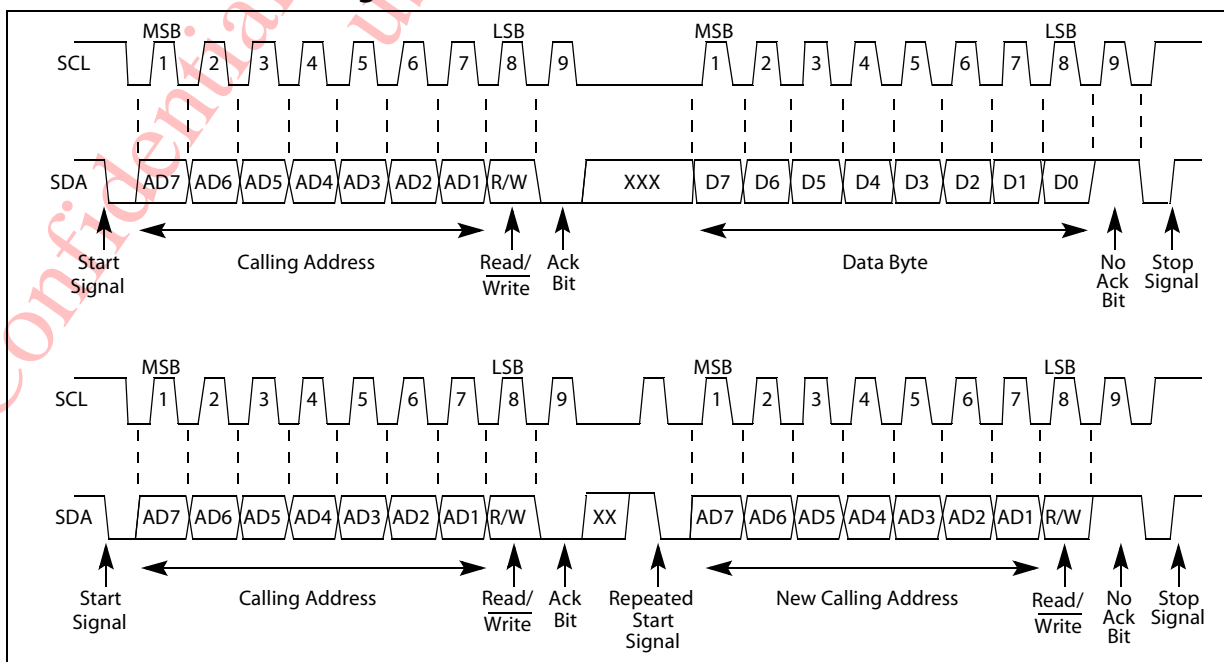 Confidential
MSB LSB MSB LSB
SCL 1 2 3 4 5 6 7 8 9 1 2 3 4 5 6 7 8 9
SDA AD7 AD6 AD5 AD4 AD3 AD2 AD1 R/W XXX D7 D6 D5 D4 D3 D2 D1 D0
Start Signal
Calling Address
Read/Write
Ack Bit
Data Byte
No Ack Bit
Stop Signal
MSB LSB MSB LSB
SCL 1 2 3 4 5 6 7 8 9 1 2 3 4 5 6 7 8 9
SDA AD7 AD6 AD5 AD4 AD3 AD2 AD1 R/W XX AD7 AD6 AD5 AD4 AD3 AD2 AD1 R/W
Start Signal
Calling Address
Read/Write
Ack Bit
Repeated Start Signal
New Calling Address
Read/Write
No Ack Bit
Stop Signal